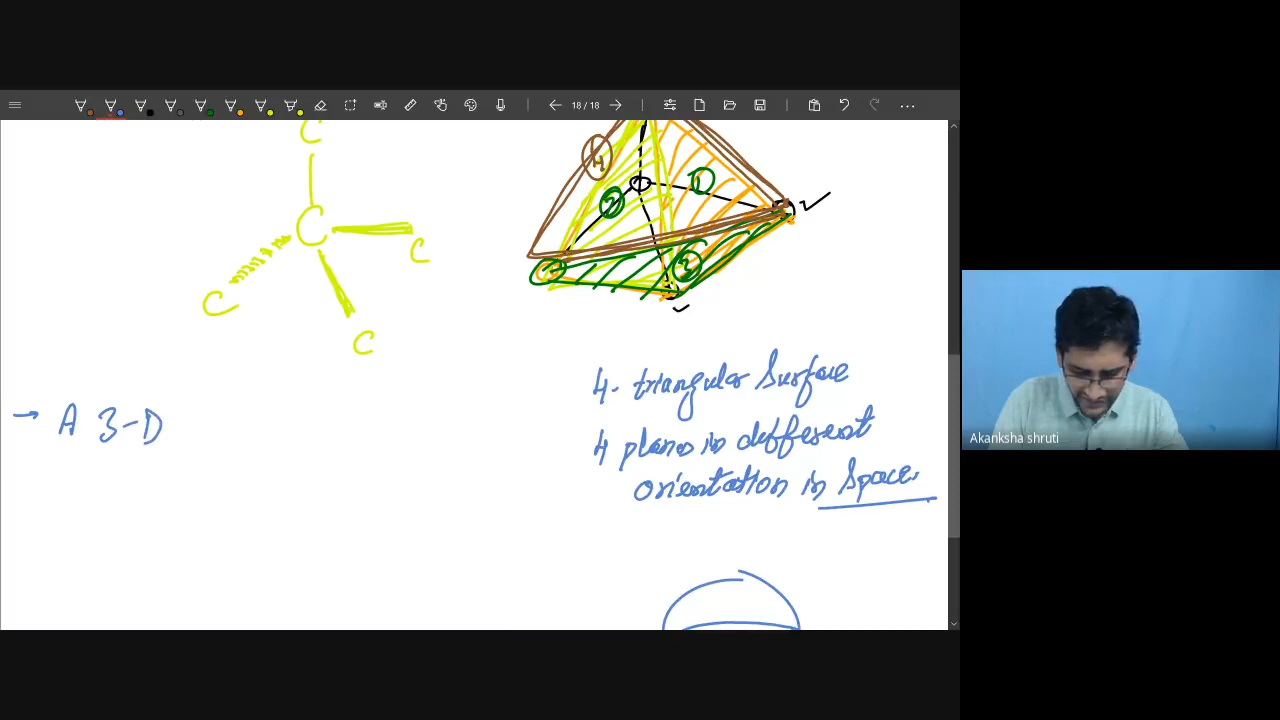 18 / 18
C
C
C
C
C
4
1
2
2
3
4. triangular Surface
4 planes in different
orientation in Space.
→ A 3-D
Akanksha shruti